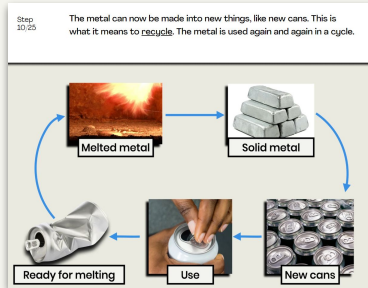 Step
10/25
The metal can now be made into new things, like new cans. This is
what it means to recycle. The metal is used again and again in a cycle.
Melted metal
Solid metal
Ready for melting
Use
New cans